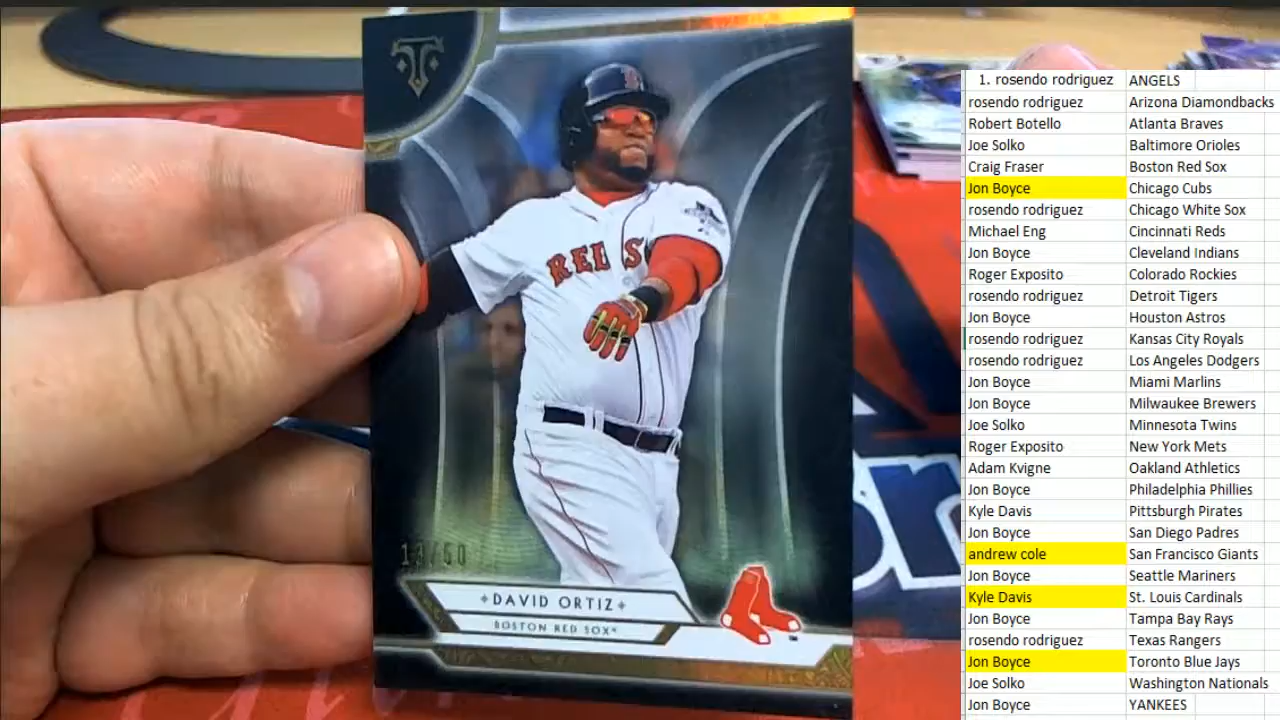 RED S
13/50
DAVID ORTIZ
BOSTON RED SOX
1. rosendo rodriguez ANGELS
rosendo rodriguez Arizona Diamondbacks
Robert Botello Atlanta Braves
Joe Solko Baltimore Orioles
Craig Fraser Boston Red Sox
Jon Boyce Chicago Cubs
rosendo rodriguez Chicago White Sox
Michael Eng Cincinnati Reds
Jon Boyce Cleveland Indians
Roger Exposito Colorado Rockies
rosendo rodriguez Detroit Tigers
Jon Boyce Houston Astros
rosendo rodriguez Kansas City Royals
rosendo rodriguez Los Angeles Dodgers
Jon Boyce Miami Marlins
Jon Boyce Milwaukee Brewers
Joe Solko Minnesota Twins
Roger Exposito New York Mets
Adam Kvigne Oakland Athletics
Jon Boyce Philadelphia Phillies
Kyle Davis Pittsburgh Pirates
Jon Boyce San Diego Padres
andrew cole San Francisco Giants
Jon Boyce Seattle Mariners
Kyle Davis St. Louis Cardinals
Jon Boyce Tampa Bay Rays
rosendo rodriguez Texas Rangers
Jon Boyce Toronto Blue Jays
Joe Solko Washington Nationals
Jon Boyce YANKEES